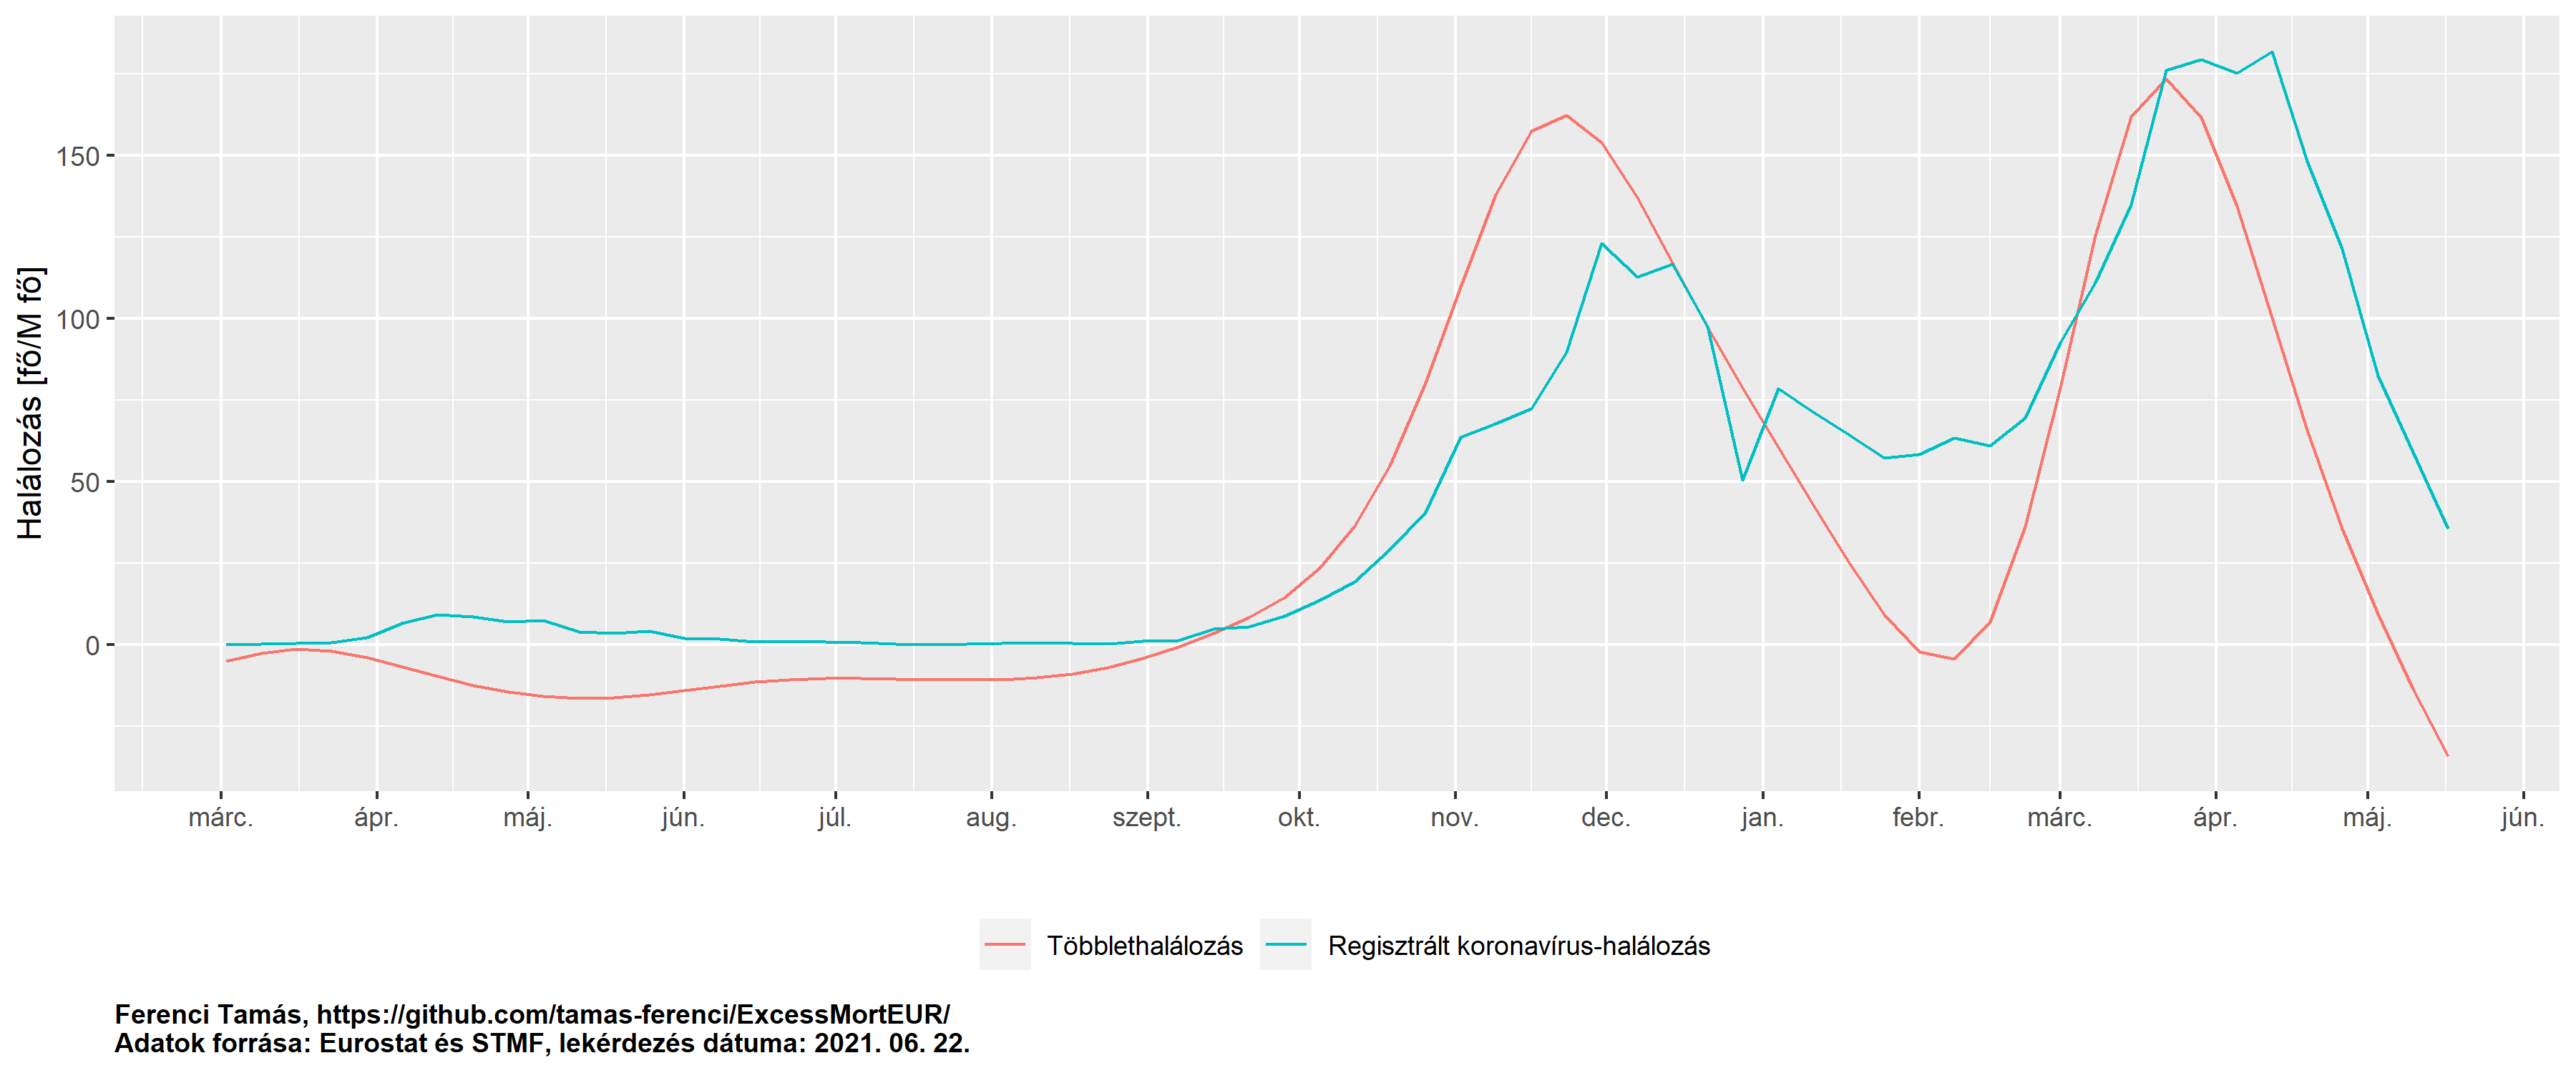 Halálozás [fő/M fő]
150
100
50
0
márc. ápr. máj. jún. júl. aug. szept. okt. nov. dec. jan. febr. márc. ápr. máj. jún.
Többlethalálozás Regisztrált koronavírus-halálozás
Ferenci Tamás, https://github.com/tamas-ferenci/ExcessMortEUR/
Adatok forrása: Eurostat és STMF, lekérdezés dátuma: 2021. 06. 22.